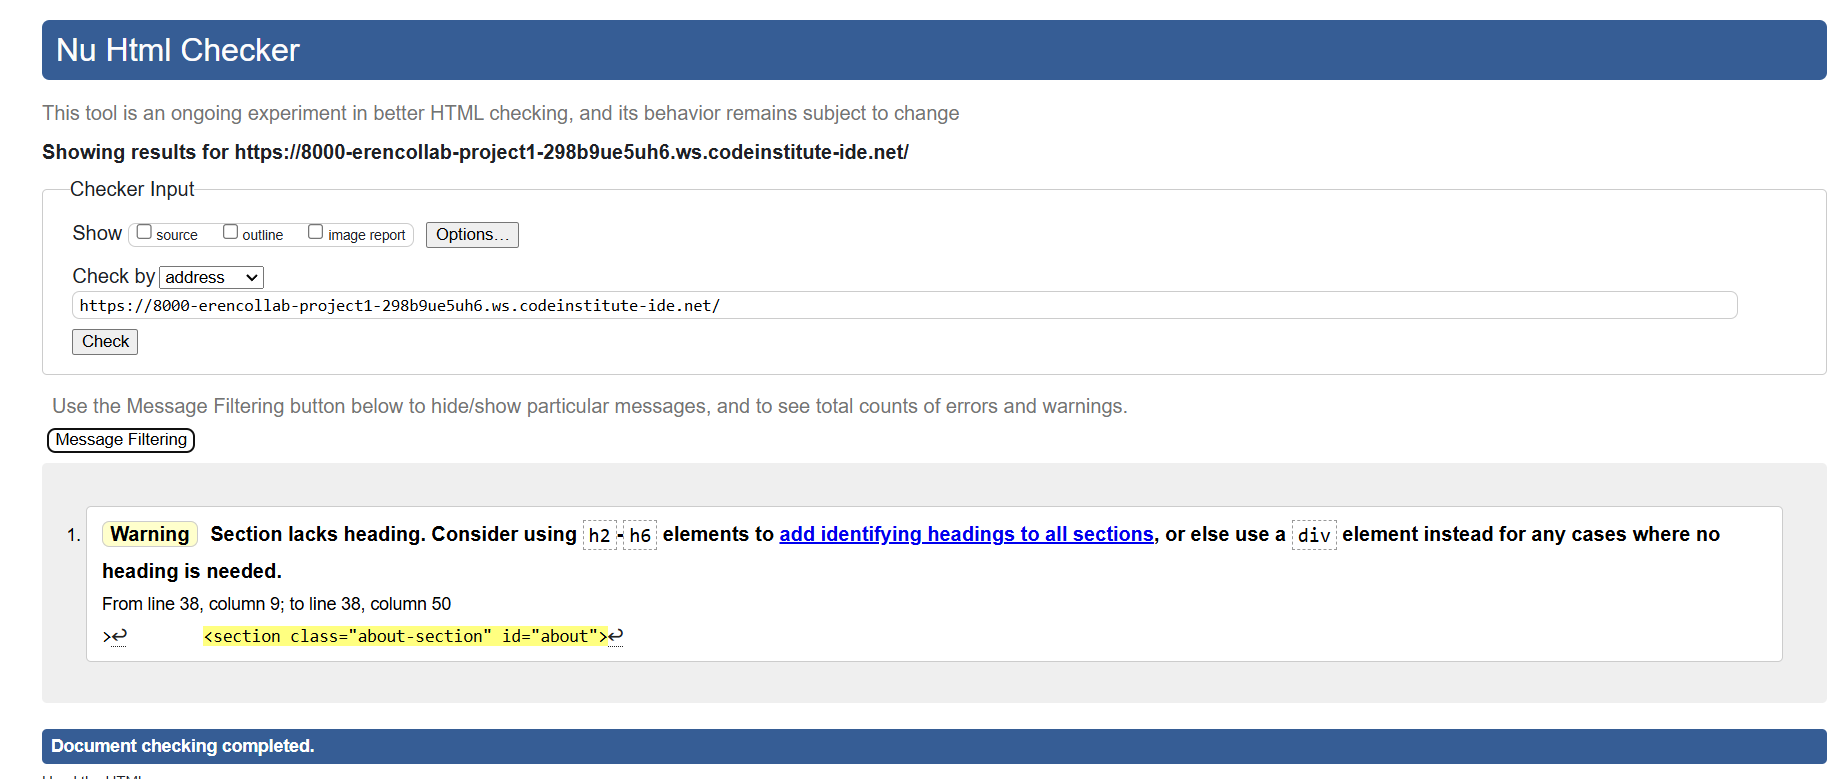 Nu Html Checker
This tool is an ongoing experiment in better HTML checking, and its behavior remains subject to change
Showing results for https://8000-erencollab-project1-298b9ue5uh6.ws.codeinstitute-ide.net/
Checker Input
Show source outline image report Options...
Check by address
https://8000-erencollab-project1-298b9ue5uh6.ws.codeinstitute-ide.net/
Check
Use the Message Filtering button below to hide/show particular messages, and to see total counts of errors and warnings.
Message Filtering
1. Warning Section lacks heading. Consider using h2-h6 elements to add identifying headings to all sections, or else use a div element instead for any cases where no
heading is needed.
From line 38, column 9; to line 38, column 50
>↩ <section class="about-section" id="about">↩
Document checking completed.